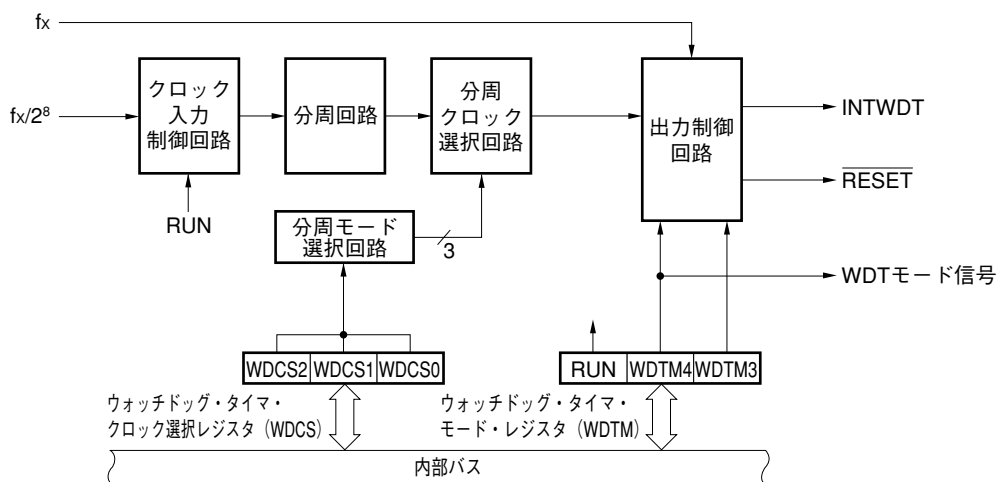 fX
fX/2⁸
クロック
入力
制御回路
分周回路
分周
クロック
選択回路
出力制御
回路
INTWDT
RESET
RUN
分周モード
選択回路
3
WDTモード信号
WDCS2 WDCS1 WDCS0
RUN WDTM4 WDTM3
ウォッチドッグ・タイマ・
クロック選択レジスタ（WDCS）
ウォッチドッグ・タイマ・
モード・レジスタ（WDTM）
内部バス